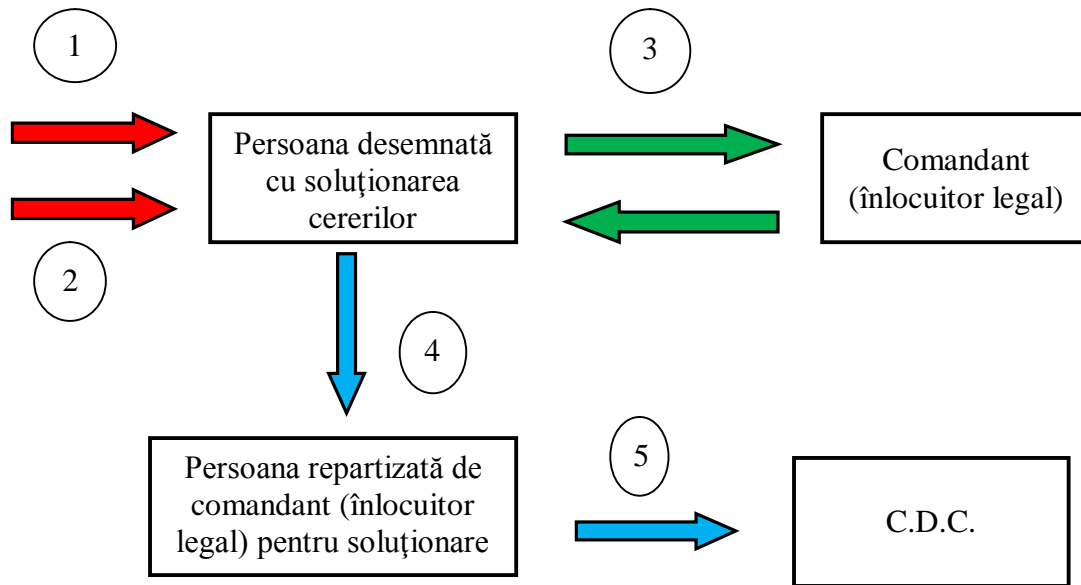 1
3
Persoana desemnată
cu soluţionarea
cererilor
Comandant
(înlocuitor legal)
2
4
Persoana repartizată de
comandant (înlocuitor
legal) pentru soluţionare
5
C.D.C.